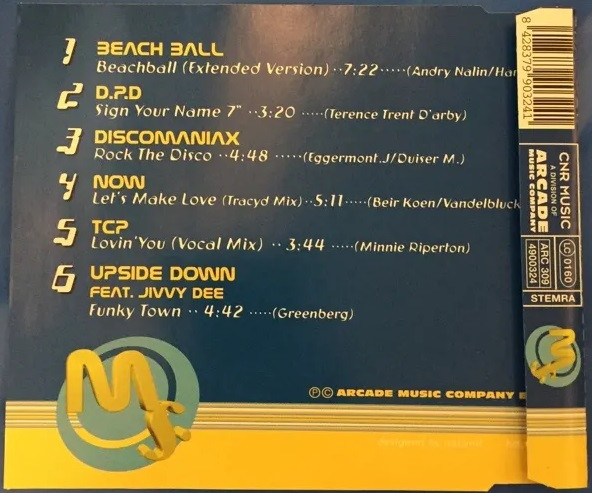 1 BEACH BALL
Beachball (Extended Version) ··7:22·····(Andry Nalin/Har
2 D.P.D
Sign Your Name 7" ··3:20 ·····(Terence Trent D'arby)
3 DISCOMANIAX
Rock The Disco ··4:48 ·····(Eggermont.J/Duiser M.)
4 NOW
Let's Make Love (Tracyd Mix)··5:11·····(Beir Koen/Vandelbluck
5 TCP
Lovin'You (Vocal Mix) ·· 3:44 ·····(Minnie Riperton)
6 UPSIDE DOWN
FEAT. JIVVY DEE
Funky Town ·· 4:42 ·····(Greenberg)
MS
ⓅⒸ ARCADE MUSIC COMPANY
8 428379 903241
CNR MUSIC
A DIVISION OF
ARCADE
MUSIC COMPANY
LC 0160
ARC 309
4900324
STEMRA
MS